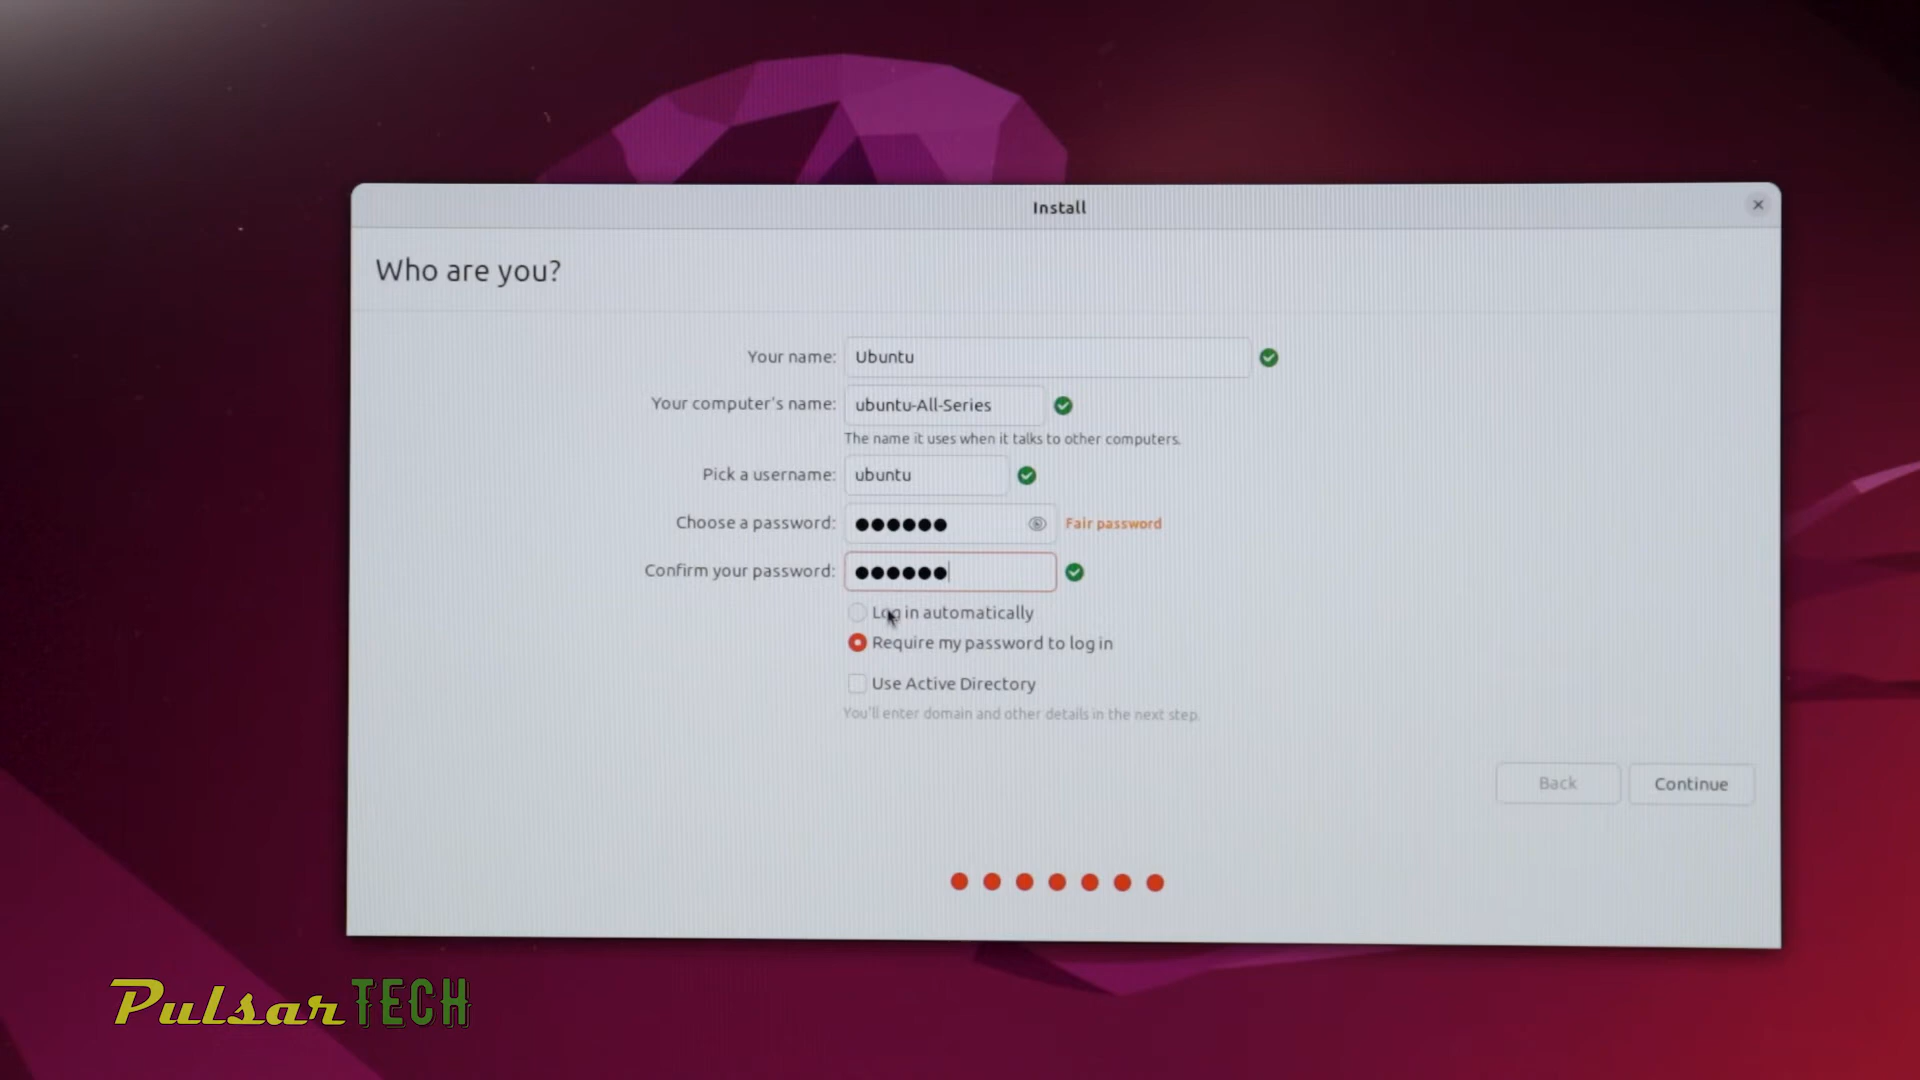 Install
Who are you?
Your name: Ubuntu
Your computer's name: ubuntu-All-Series
The name it uses when it talks to other computers.
Pick a username: ubuntu
Choose a password: ●●●●●● Fair password
Confirm your password: ●●●●●●
Log in automatically
Require my password to log in
Use Active Directory
You'll enter domain and other details in the next step.
Back Continue
Pulsar TECH